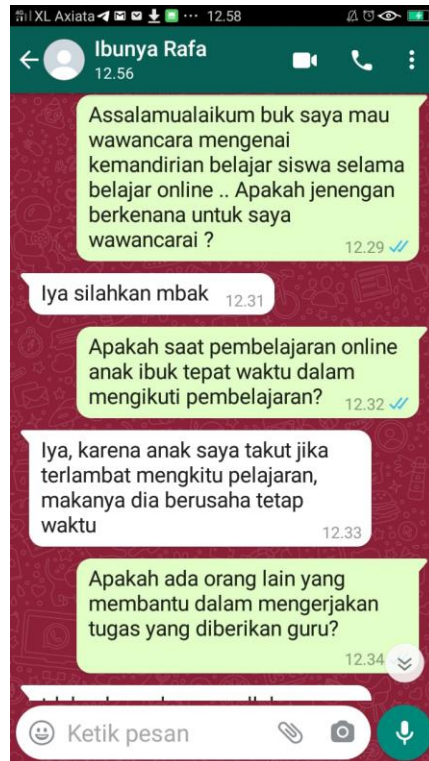 XL Axiata ... 12.58
Ibunya Rafa
12.56
Assalamualaikum buk saya mau
wawancara mengenai
kemandirian belajar siswa selama
belajar online .. Apakah jenengan
berkenana untuk saya
wawancarai ?
12.29
Iya silahkan mbak 12.31
Apakah saat pembelajaran online
anak ibuk tepat waktu dalam
mengikuti pembelajaran?
12.32
Iya, karena anak saya takut jika
terlambat mengkitu pelajaran,
makanya dia berusaha tetap
waktu
12.33
Apakah ada orang lain yang
membantu dalam mengerjakan
tugas yang diberikan guru?
12.34
Ketik pesan